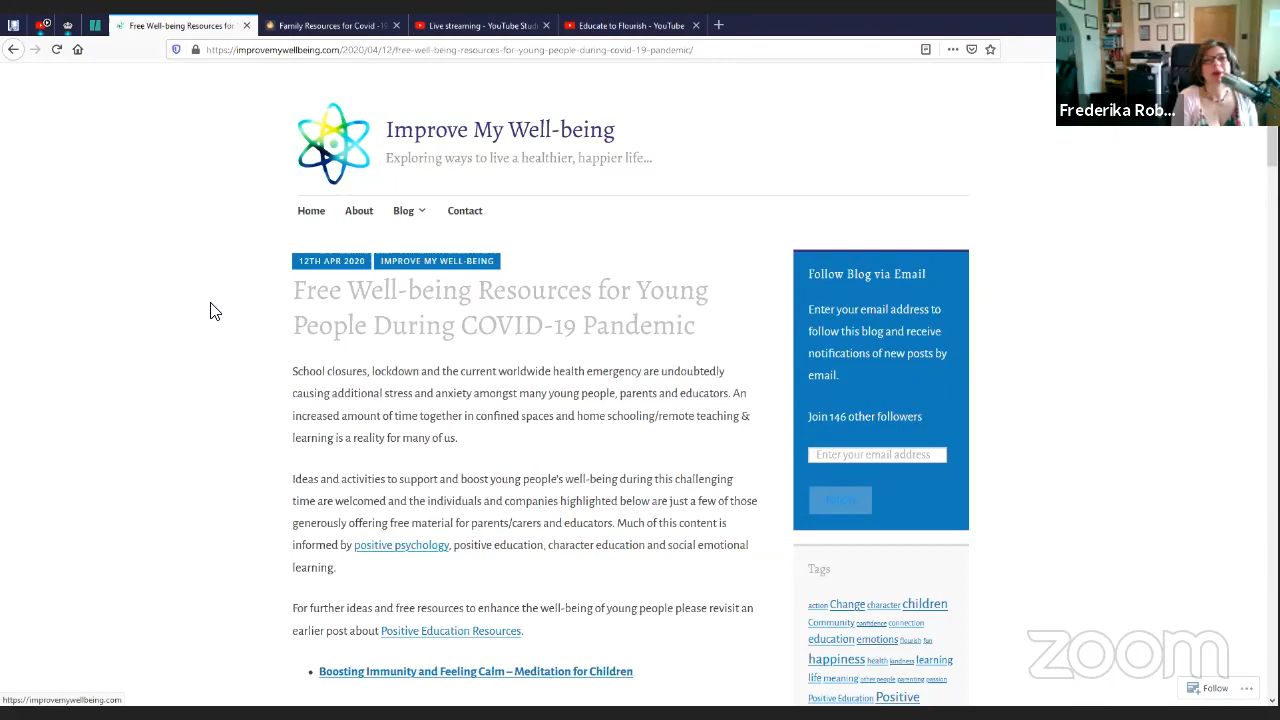 Free Well-being Resources for
Family Resources for Covid -19
Live streaming - YouTube Studi
Educate to Flourish - YouTube
https://improvemywellbeing.com/2020/04/12/free-well-being-resources-for-young-people-during-covid-19-pandemic/
Frederika Rob...
Improve My Well-being
Exploring ways to live a healthier, happier life...
Home About Blog Contact
12TH APR 2020 IMPROVE MY WELL-BEING
Free Well-being Resources for Young
People During COVID-19 Pandemic
School closures, lockdown and the current worldwide health emergency are undoubtedly
causing additional stress and anxiety amongst many young people, parents and educators. An
increased amount of time together in confined spaces and home schooling/remote teaching &
learning is a reality for many of us.
Ideas and activities to support and boost young people's well-being during this challenging
time are welcomed and the individuals and companies highlighted below are just a few of those
generously offering free material for parents/carers and educators. Much of this content is
informed by positive psychology, positive education, character education and social emotional
learning.
For further ideas and free resources to enhance the well-being of young people please revisit an
earlier post about Positive Education Resources.
• Boosting Immunity and Feeling Calm – Meditation for Children
Follow Blog via Email
Enter your email address to
follow this blog and receive
notifications of new posts by
email.
Join 146 other followers
Enter your email address
Follow
Tags
action Change character children
Community confidence connection
education emotions flourish fun
happiness health kindness learning
life meaning other people parenting passion
Positive Education Positive
zoom
Follow
https://improvemywellbeing.com